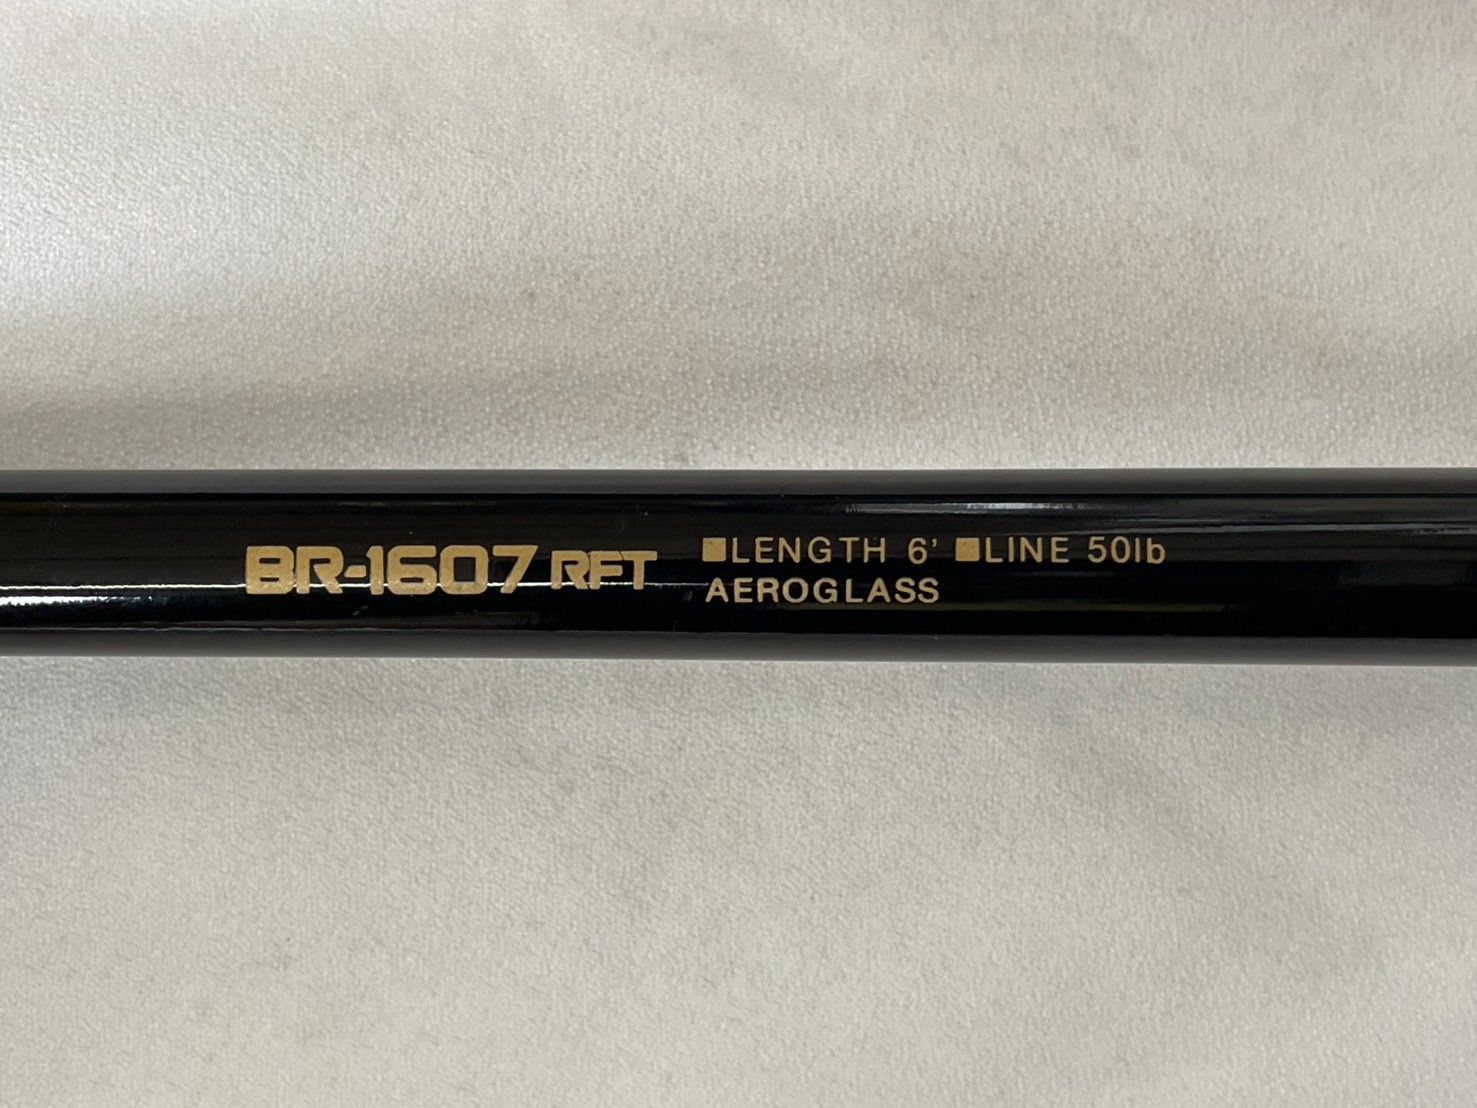 BR-1607 RFT ■LENGTH 6' ■LINE 50lb
AEROGLASS